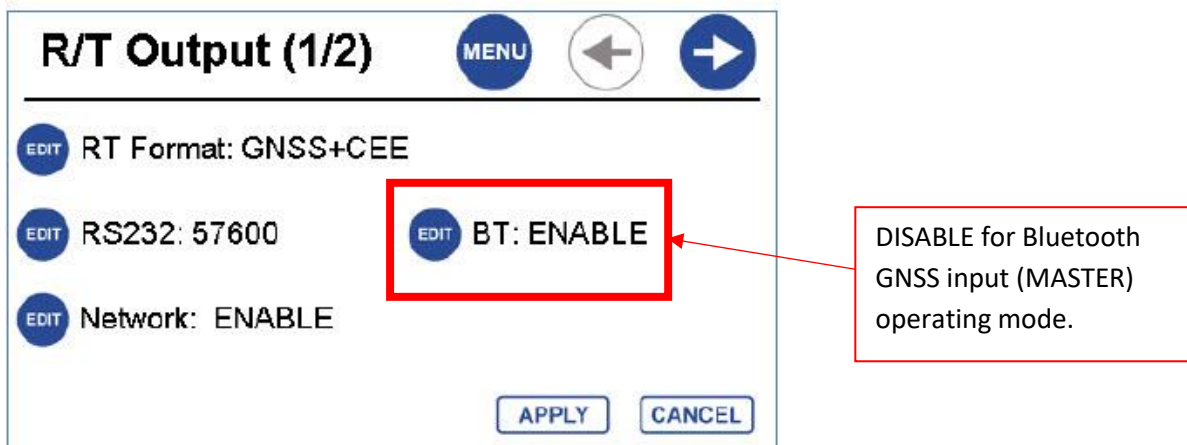 R/T Output (1/2) MENU
EDIT RT Format: GNSS+CEE
EDIT RS232: 57600 EDIT BT: ENABLE
EDIT Network: ENABLE
APPLY CANCEL
DISABLE for Bluetooth
GNSS input (MASTER)
operating mode.